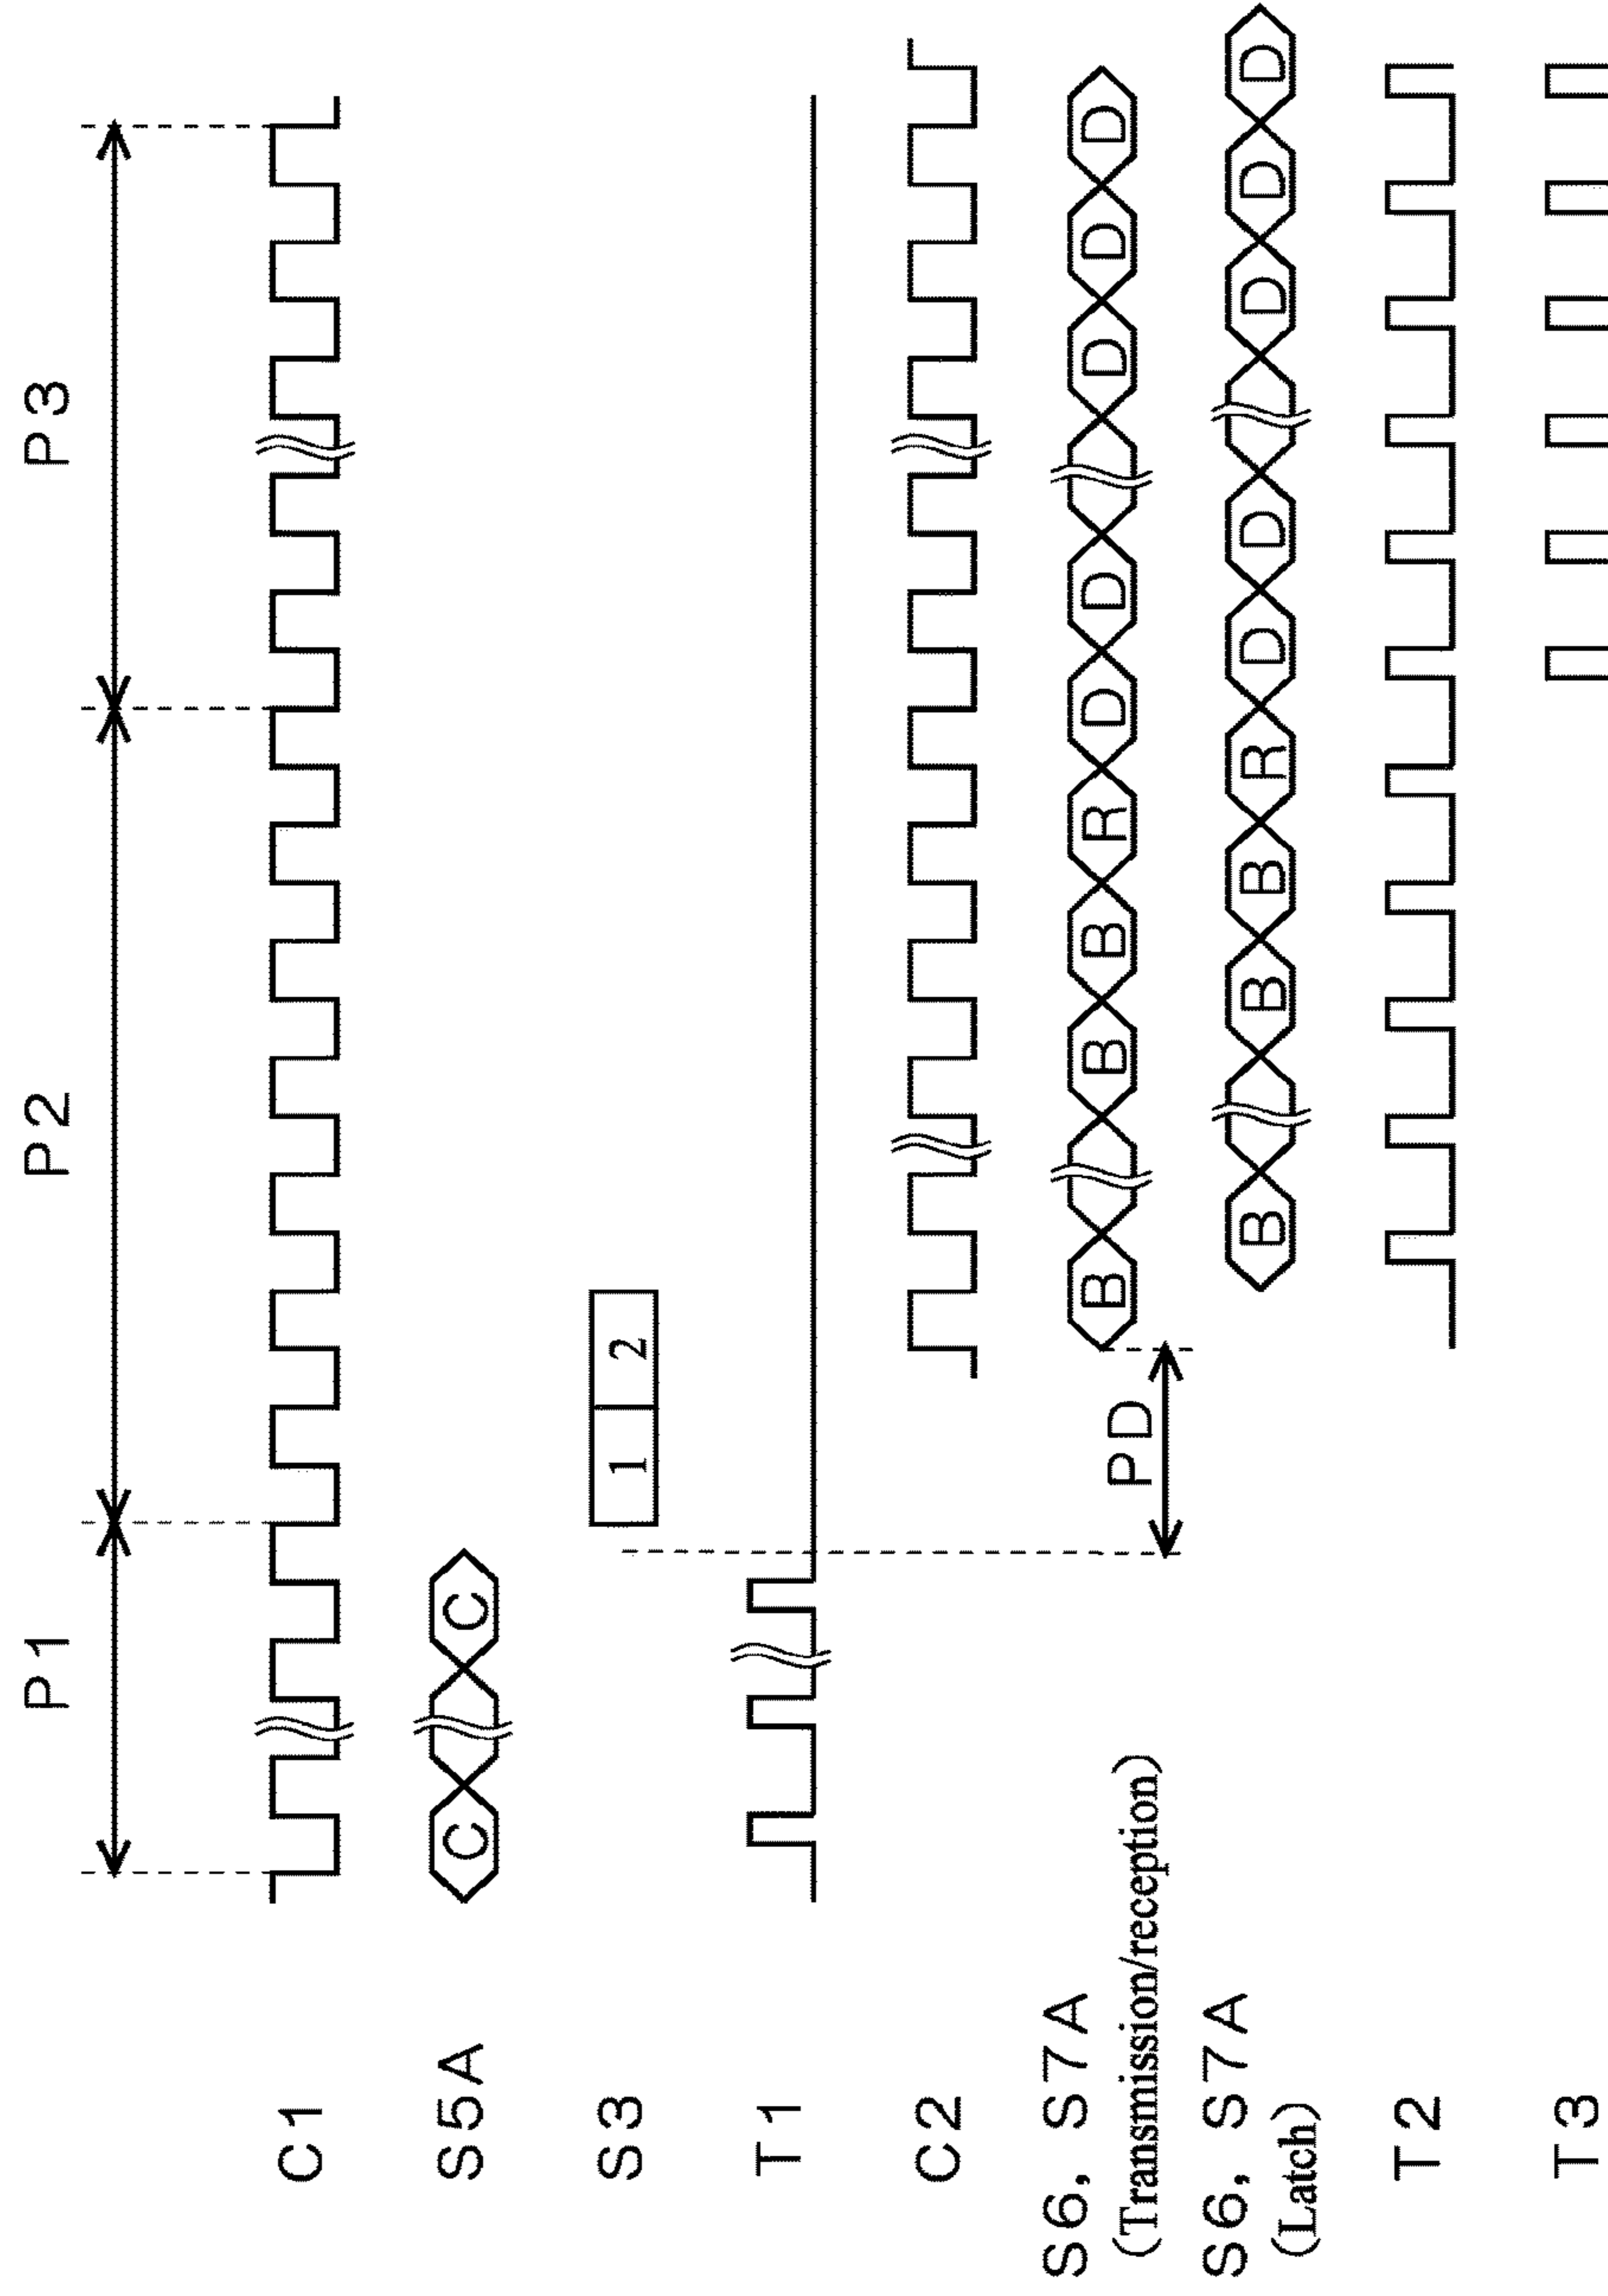 P1 P2 P3
C1
S5A C C
S3 1 2
T1
C2
PD
S6, S7A B B B R D D D D D
(Transmission/reception)
S6, S7A B B B R D D D D D
(Latch)
T2
T3